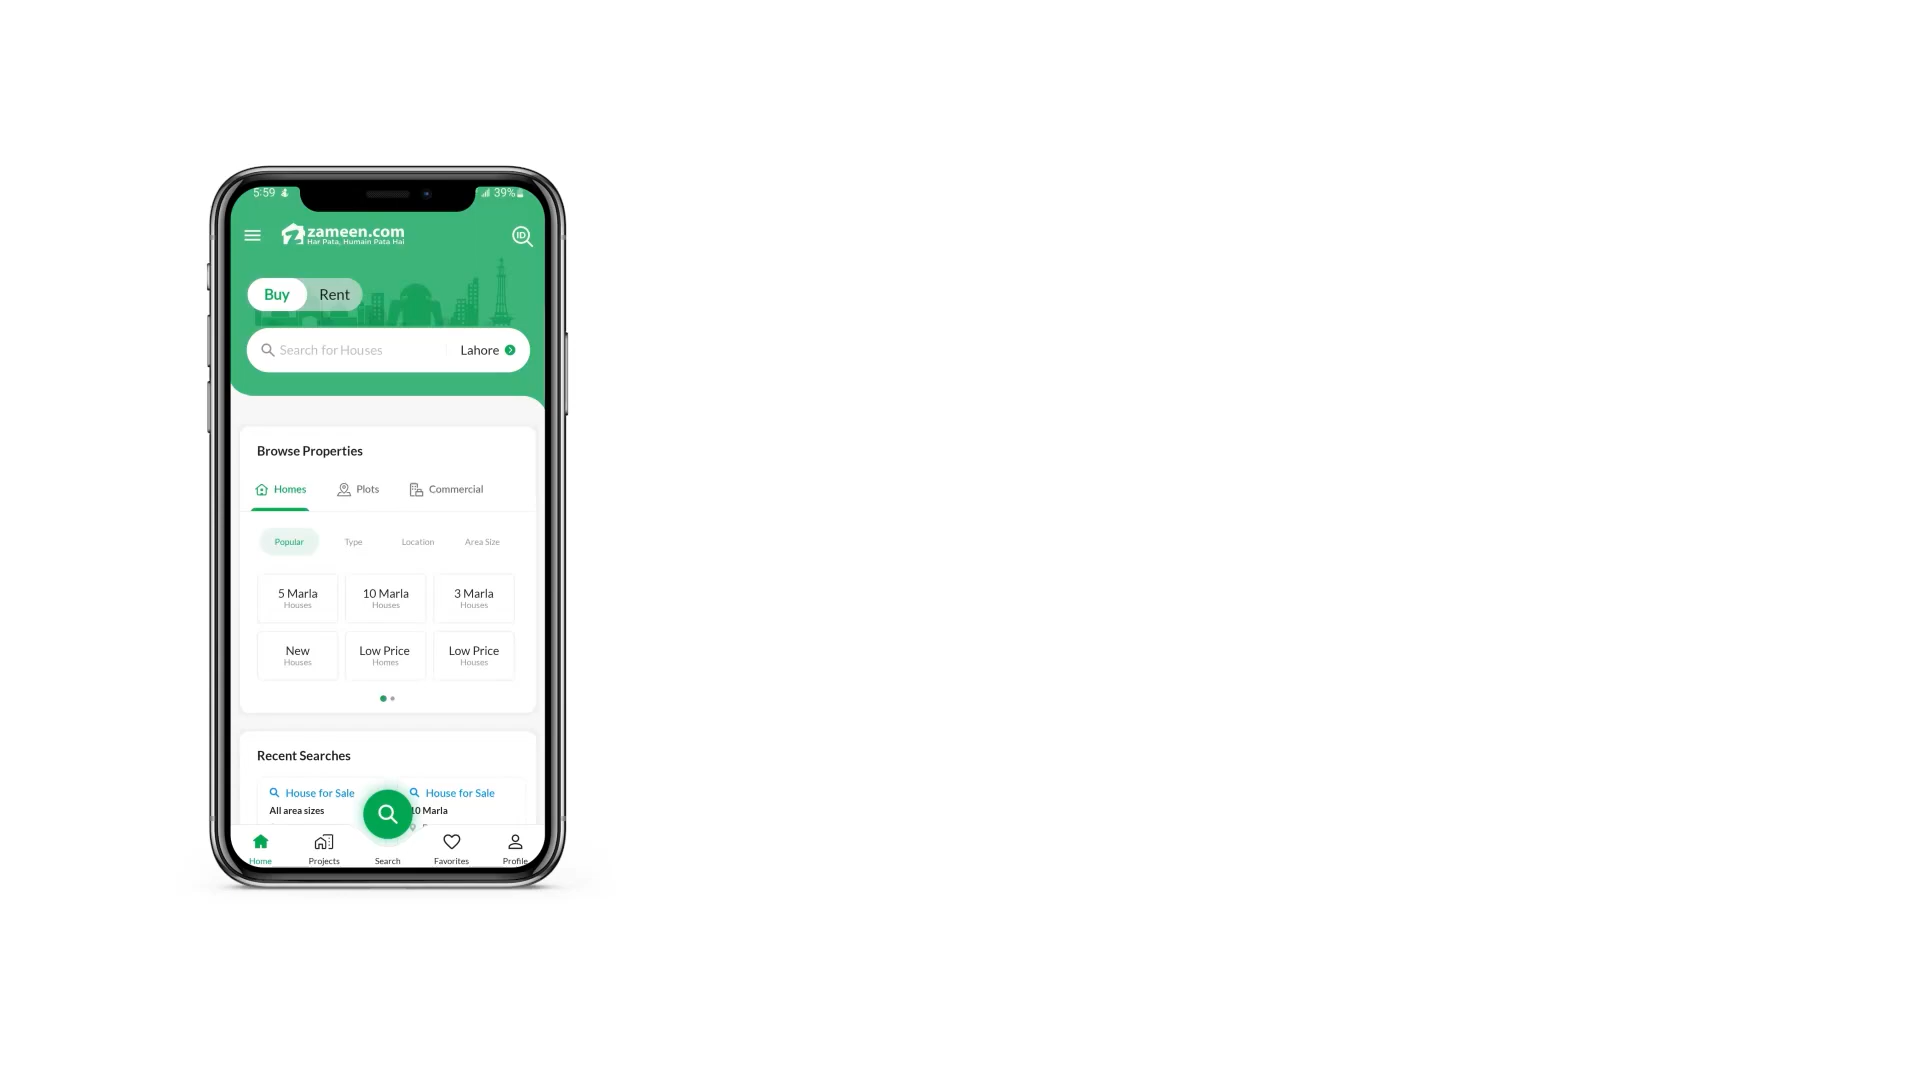 5:59 39%
zameen.com
Har Pata, Humain Pata Hai
ID
Buy Rent
Search for Houses Lahore
Browse Properties
Homes Plots Commercial
Popular Type Location Area Size
5 Marla 10 Marla 3 Marla
Houses Houses Houses
New Low Price Low Price
Houses Homes Houses
Recent Searches
House for Sale House for Sale
All area sizes 10 Marla
Home Projects Search Favorites Profile